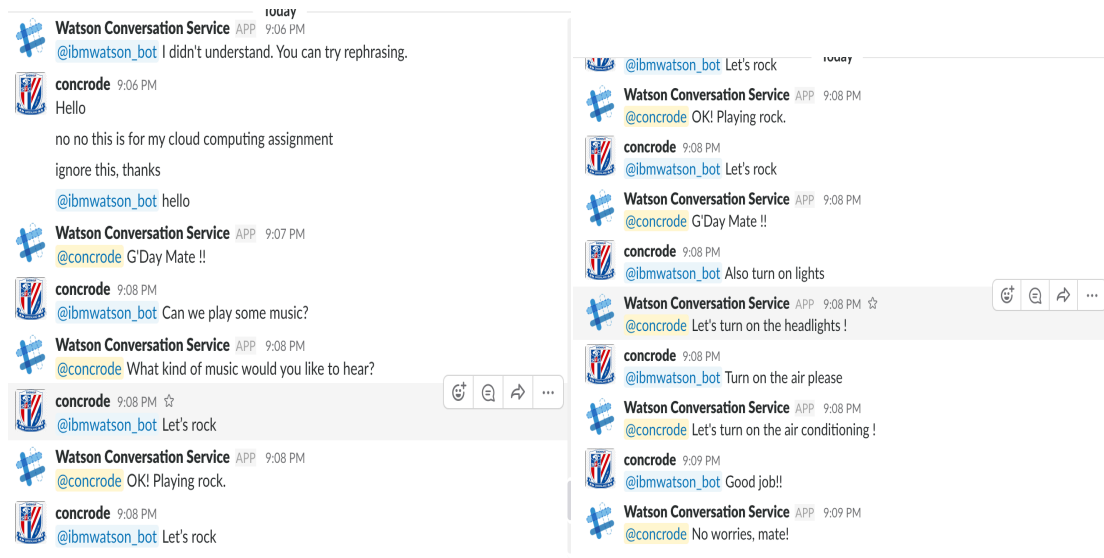 Today
Watson Conversation Service APP 9:06 PM
@ibmwatson_bot I didn't understand. You can try rephrasing.
concrode 9:06 PM
Hello
no no this is for my cloud computing assignment
ignore this, thanks
@ibmwatson_bot hello
Watson Conversation Service APP 9:07 PM
@concrode G'Day Mate !!
concrode 9:08 PM
@ibmwatson_bot Can we play some music?
Watson Conversation Service APP 9:08 PM
@concrode What kind of music would you like to hear?
concrode 9:08 PM
@ibmwatson_bot Let's rock
Watson Conversation Service APP 9:08 PM
@concrode OK! Playing rock.
concrode 9:08 PM
@ibmwatson_bot Let's rock
Today
@ibmwatson_bot Let's rock
Watson Conversation Service APP 9:08 PM
@concrode OK! Playing rock.
concrode 9:08 PM
@ibmwatson_bot Let's rock
Watson Conversation Service APP 9:08 PM
@concrode G'Day Mate !!
concrode 9:08 PM
@ibmwatson_bot Also turn on lights
Watson Conversation Service APP 9:08 PM
@concrode Let's turn on the headlights !
concrode 9:08 PM
@ibmwatson_bot Turn on the air please
Watson Conversation Service APP 9:08 PM
@concrode Let's turn on the air conditioning !
concrode 9:09 PM
@ibmwatson_bot Good job!!
Watson Conversation Service APP 9:09 PM
@concrode No worries, mate!